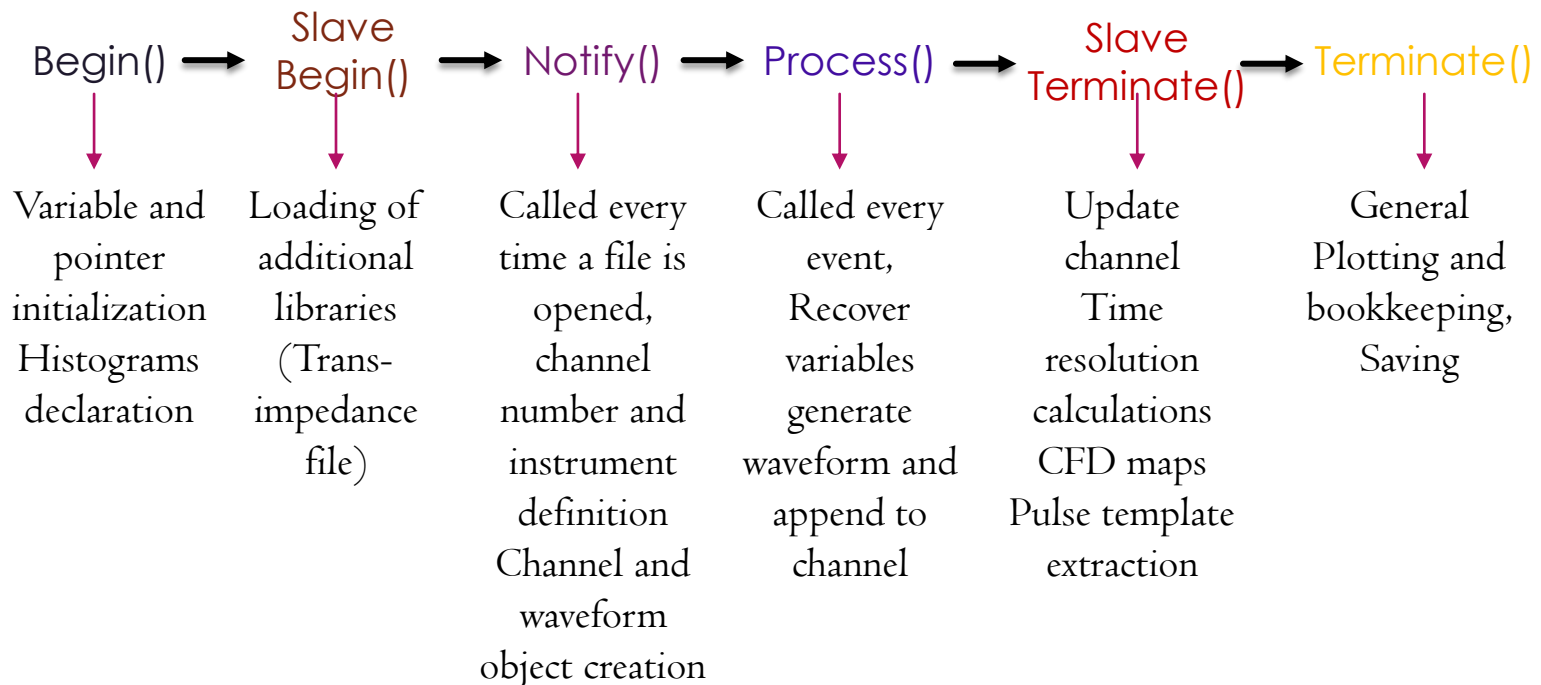 Begin()
Slave
Begin()
Notify()
Process()
Slave
Terminate()
Terminate()
Variable and
pointer
initialization
Histograms
declaration
Loading of
additional
libraries
(Trans-
impedance
file)
Called every
time a file is
opened,
channel
number and
instrument
definition
Channel and
waveform
object creation
Called every
event,
Recover
variables
generate
waveform and
append to
channel
Update
channel
Time
resolution
calculations
CFD maps
Pulse template
extraction
General
Plotting and
bookkeeping,
Saving